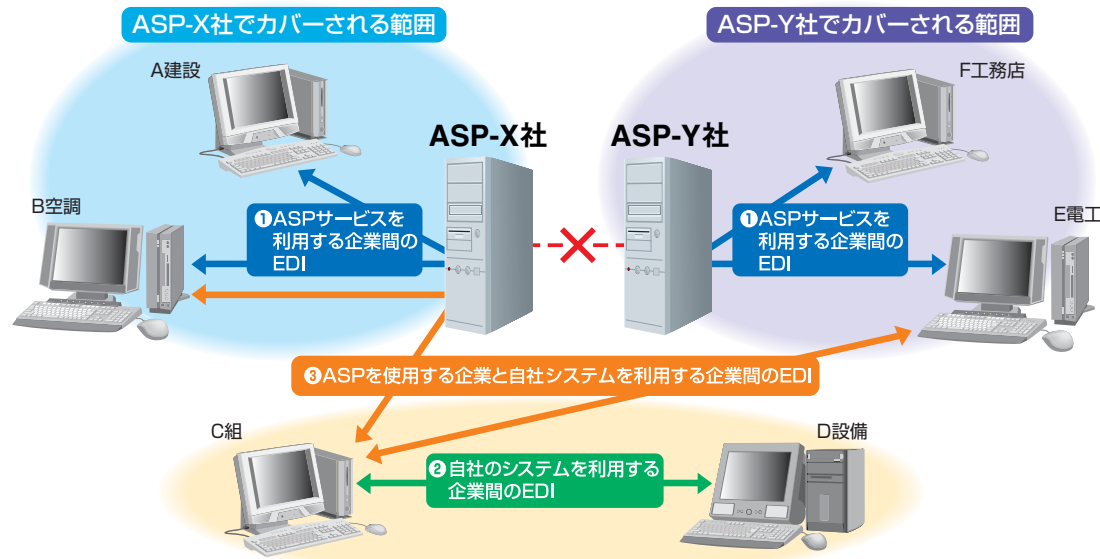 ASP-X社でカバーされる範囲
ASP-Y社でカバーされる範囲
A建設
F工務店
ASP-X社
ASP-Y社
B空調
E電工
❶ASPサービスを
利用する企業間の
EDI
❶ASPサービスを
利用する企業間の
EDI
❸ASPを使用する企業と自社システムを利用する企業間のEDI
C組
D設備
❷自社のシステムを利用する
企業間のEDI